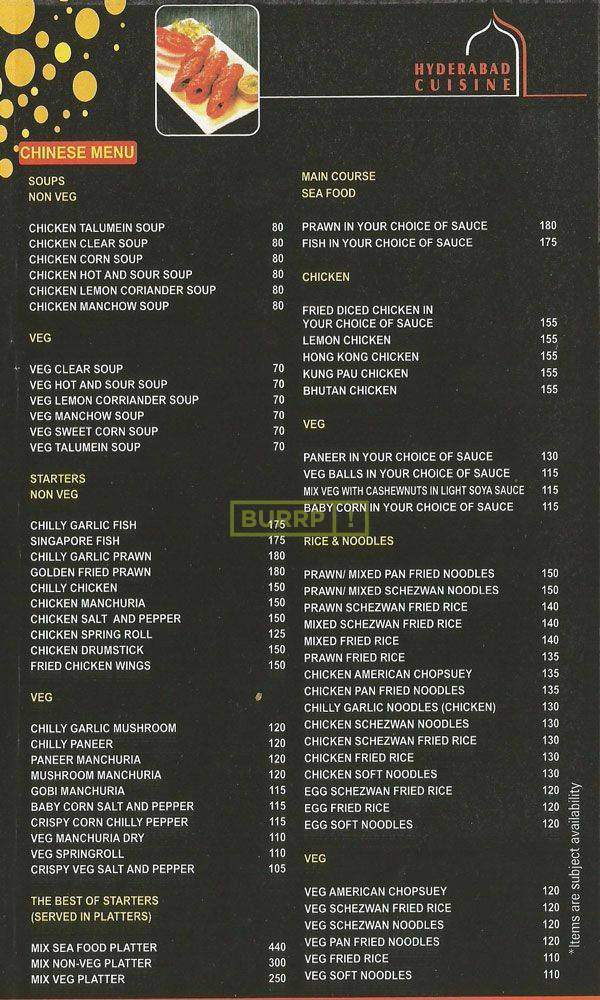 HYDERABAD
CUISINE
CHINESE MENU
SOUPS
NON VEG
CHICKEN TALUMEIN SOUP 80
CHICKEN CLEAR SOUP 80
CHICKEN CORN SOUP 80
CHICKEN HOT AND SOUR SOUP 80
CHICKEN LEMON CORIANDER SOUP 80
CHICKEN MANCHOW SOUP 80
VEG
VEG CLEAR SOUP 70
VEG HOT AND SOUR SOUP 70
VEG LEMON CORRIANDER SOUP 70
VEG MANCHOW SOUP 70
VEG SWEET CORN SOUP 70
VEG TALUMEIN SOUP 70
STARTERS
NON VEG
CHILLY GARLIC FISH 175
SINGAPORE FISH 175
CHILLY GARLIC PRAWN 180
GOLDEN FRIED PRAWN 180
CHILLY CHICKEN 150
CHICKEN MANCHURIA 150
CHICKEN SALT AND PEPPER 150
CHICKEN SPRING ROLL 125
CHICKEN DRUMSTICK 150
FRIED CHICKEN WINGS 150
VEG
CHILLY GARLIC MUSHROOM 120
CHILLY PANEER 120
PANEER MANCHURIA 120
MUSHROOM MANCHURIA 120
GOBI MANCHURIA 115
BABY CORN SALT AND PEPPER 115
CRISPY CORN CHILLY PEPPER 115
VEG MANCHURIA DRY 110
VEG SPRINGROLL 110
CRISPY VEG SALT AND PEPPER 105
THE BEST OF STARTERS
(SERVED IN PLATTERS)
MIX SEA FOOD PLATTER 440
MIX NON-VEG PLATTER 300
MIX VEG PLATTER 250
MAIN COURSE
SEA FOOD
PRAWN IN YOUR CHOICE OF SAUCE 180
FISH IN YOUR CHOICE OF SAUCE 175
CHICKEN
FRIED DICED CHICKEN IN
YOUR CHOICE OF SAUCE 155
LEMON CHICKEN 155
HONG KONG CHICKEN 155
KUNG PAU CHICKEN 155
BHUTAN CHICKEN 155
VEG
PANEER IN YOUR CHOICE OF SAUCE 130
VEG BALLS IN YOUR CHOICE OF SAUCE 115
MIX VEG WITH CASHEWNUTS IN LIGHT SOYA SAUCE 115
BABY CORN IN YOUR CHOICE OF SAUCE 115
BURRP!
RICE & NOODLES
PRAWN/ MIXED PAN FRIED NOODLES 150
PRAWN/ MIXED SCHEZWAN NOODLES 150
PRAWN SCHEZWAN FRIED RICE 140
MIXED SCHEZWAN FRIED RICE 140
MIXED FRIED RICE 140
PRAWN FRIED RICE 135
CHICKEN AMERICAN CHOPSUEY 135
CHICKEN PAN FRIED NOODLES 135
CHILLY GARLIC NOODLES (CHICKEN) 130
CHICKEN SCHEZWAN NOODLES 130
CHICKEN SCHEZWAN FRIED RICE 130
CHICKEN FRIED RICE 130
CHICKEN SOFT NOODLES 130
EGG SCHEZWAN FRIED RICE 120
EGG FRIED RICE 120
EGG SOFT NOODLES 120
VEG
VEG AMERICAN CHOPSUEY 120
VEG SCHEZWAN FRIED RICE 120
VEG SCHEZWAN NOODLES 120
VEG PAN FRIED NOODLES 120
VEG FRIED RICE 110
VEG SOFT NOODLES 110
*Items are subject availability